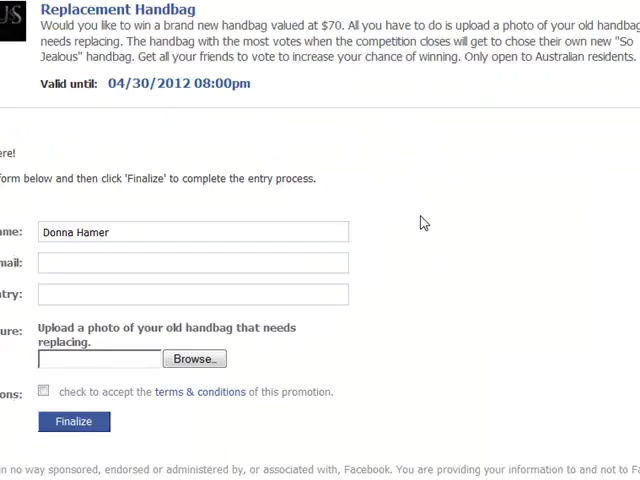 US
Replacement Handbag
Would you like to win a brand new handbag valued at $70. All you have to do is upload a photo of your old handbag
needs replacing. The handbag with the most votes when the competition closes will get to chose their own new "So
Jealous" handbag. Get all your friends to vote to increase your chance of winning. Only open to Australian residents.
Valid until: 04/30/2012 08:00pm
ere!
form below and then click 'Finalize' to complete the entry process.
ame: Donna Hamer
mail:
ntry:
ure: Upload a photo of your old handbag that needs
replacing.
Browse...
ons: check to accept the terms & conditions of this promotion.
Finalize
in no way sponsored, endorsed or administered by, or associated with, Facebook. You are providing your information to and not to Fa